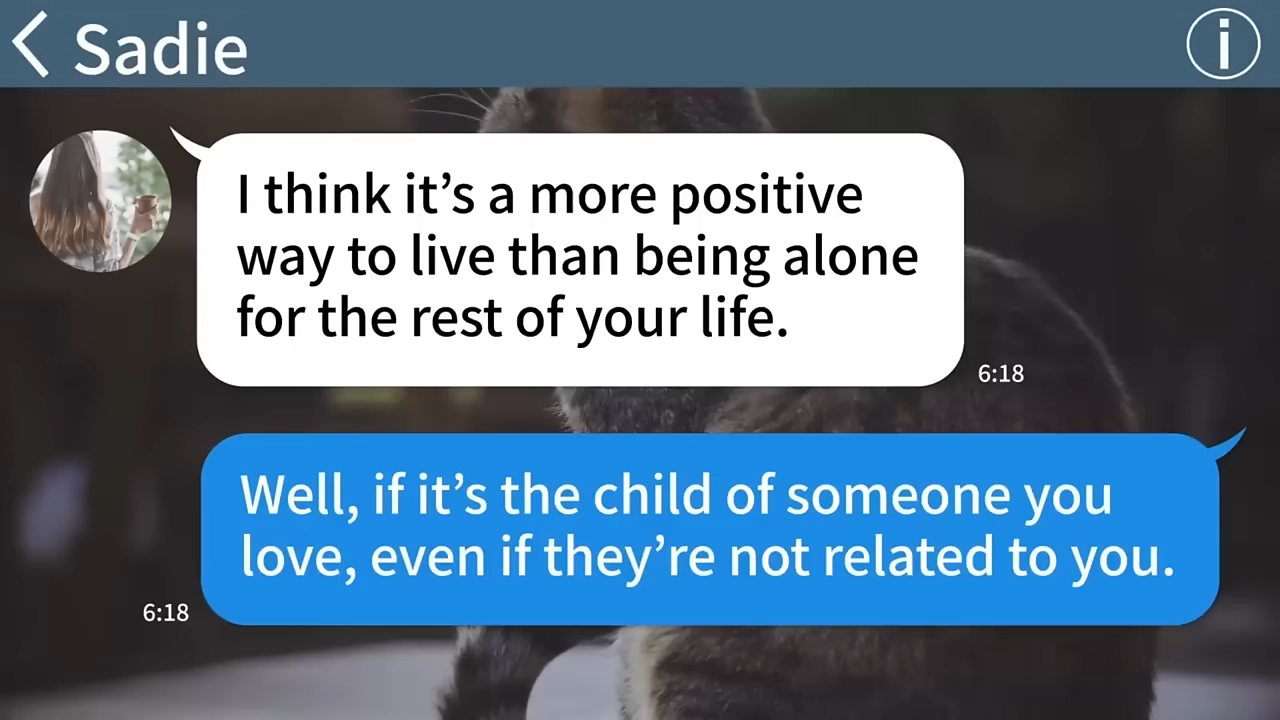 Sadie
I think it’s a more positive
way to live than being alone
for the rest of your life.
6:18
Well, if it’s the child of someone you
love, even if they’re not related to you.
6:18